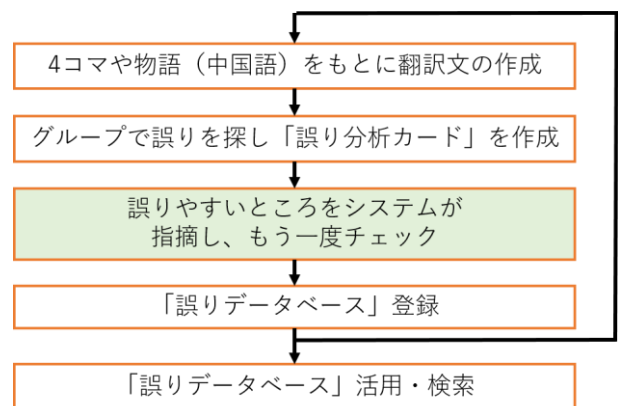 4コマや物語（中国語）をもとに翻訳文の作成
グループで誤りを探し「誤り分析カード」を作成
誤りやすいところをシステムが
指摘し、もう一度チェック
「誤りデータベース」登録
「誤りデータベース」活用・検索